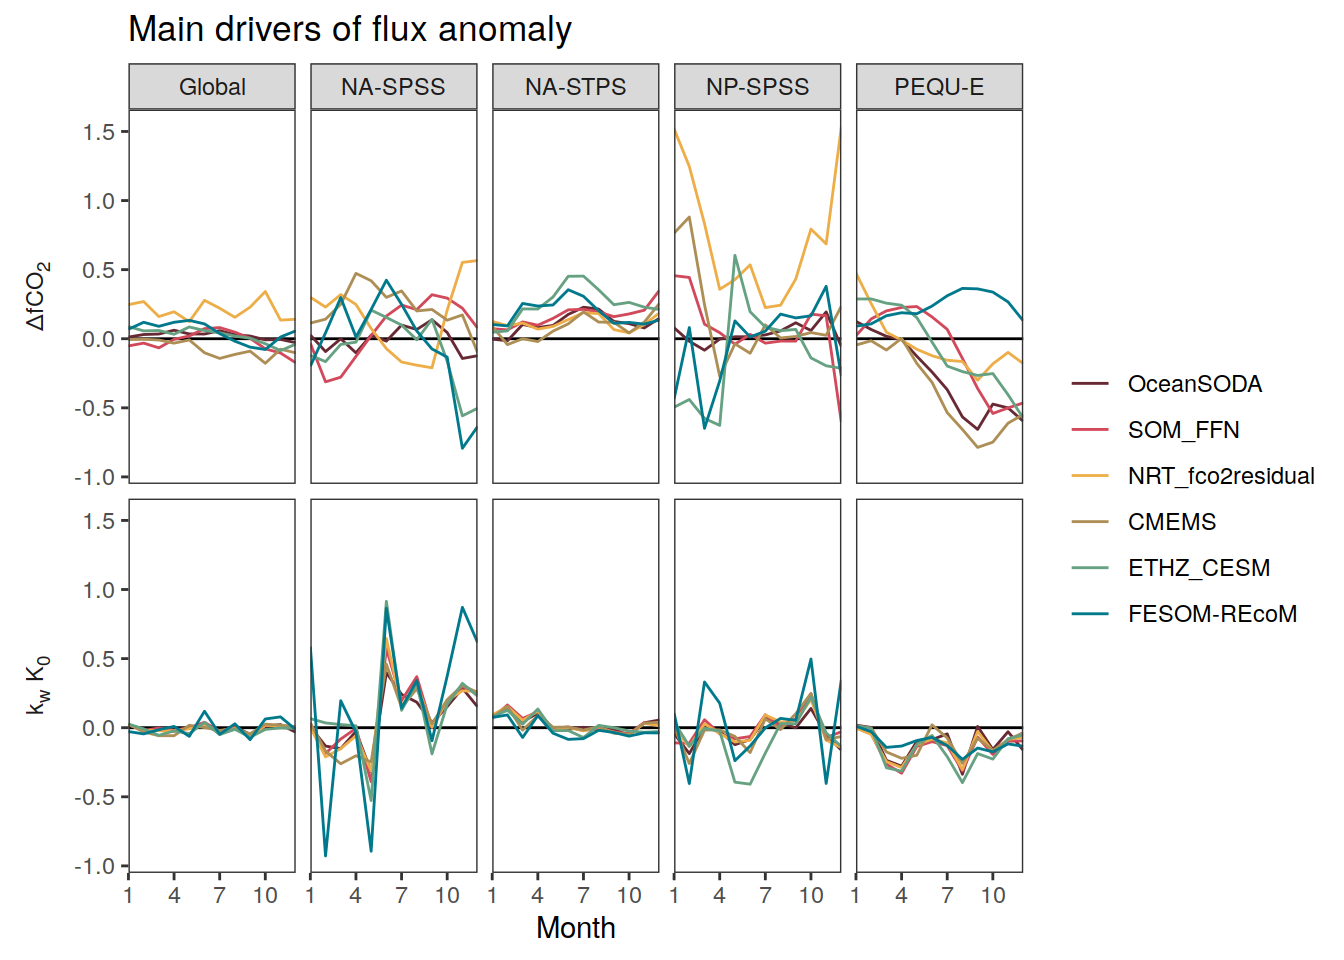 Main drivers of flux anomaly
Global NA-SPSS NA-STPS NP-SPSS PEQU-E
ΔfCO₂
1.5
1.0
0.5
0.0
-0.5
-1.0
k_w K₀
1.5
1.0
0.5
0.0
-0.5
-1.0
1 4 7 10 1 4 7 10 1 4 7 10 1 4 7 10 1 4 7 10
Month
OceanSODA
SOM_FFN
NRT_fco2residual
CMEMS
ETHZ_CESM
FESOM-REcoM